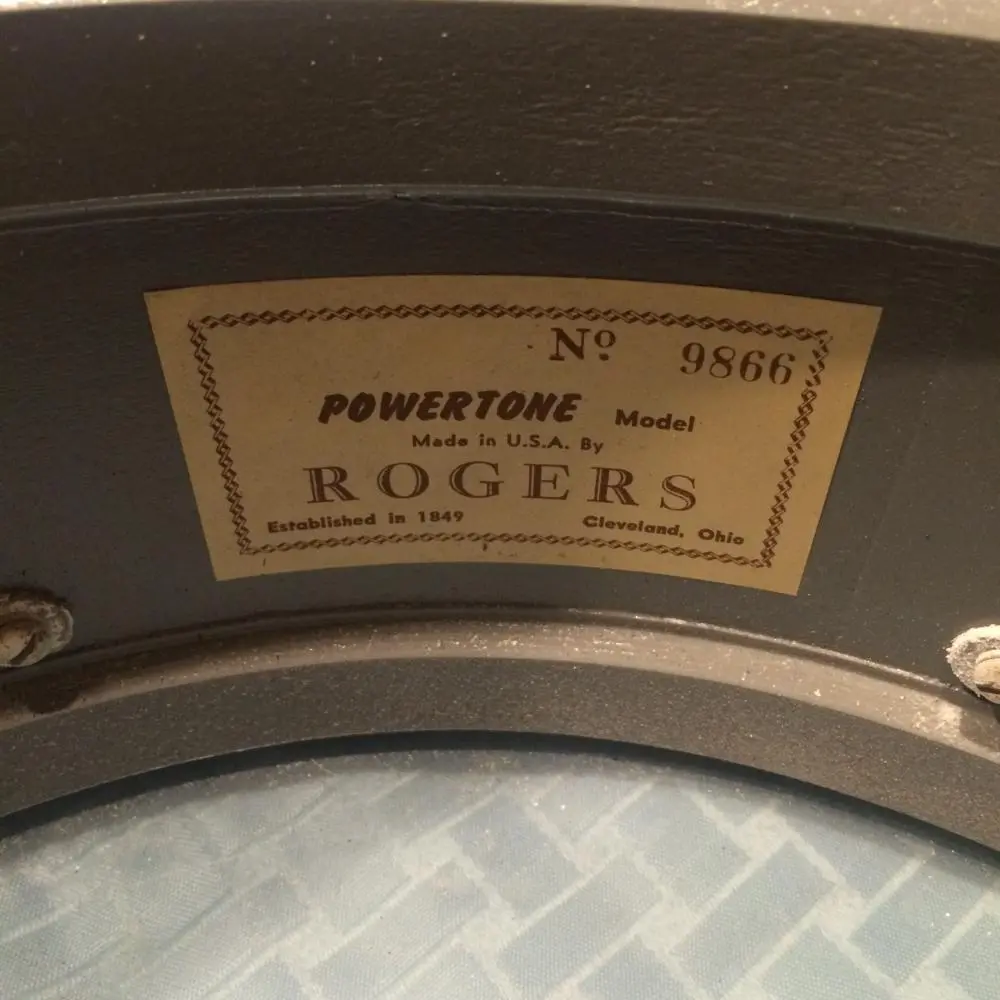 Nº 9866
POWERTONE Model
Made in U.S.A. By
ROGERS
Established in 1849 Cleveland, Ohio